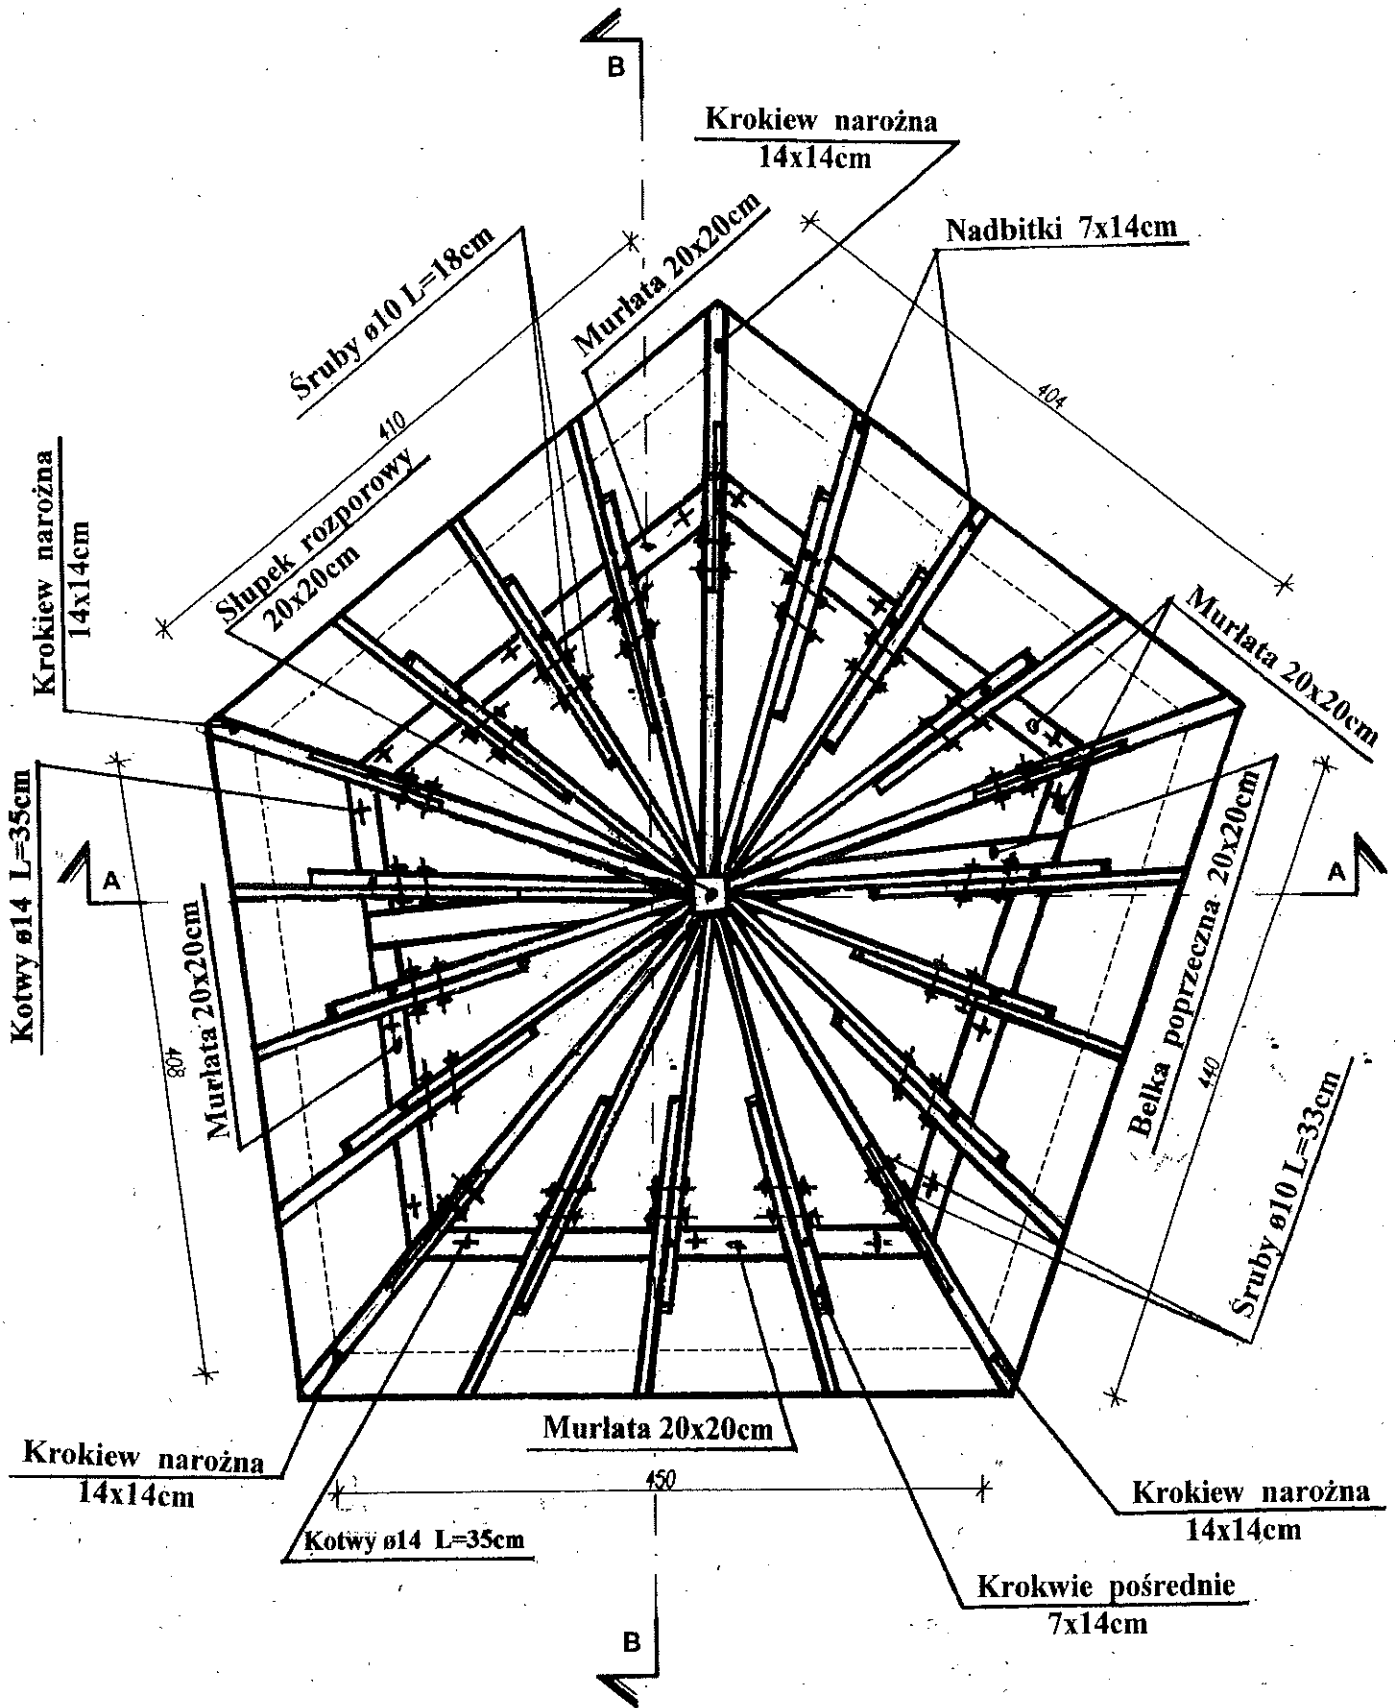 B
Krokiew narożna
14x14cm
Nadbitki 7x14cm
Śruby ø10 L=18cm
Murłata 20x20cm
410
404
Krokiew narożna
14x14cm
Słupek rozporowy
20x20cm
Murłata 20x20cm
Kotwy ø14 L=35cm
A
A
Murłata 20x20cm
408
Belka poprzeczna 20x20cm
440
Śruby ø10 L=33cm
Murłata 20x20cm
Krokiew narożna
14x14cm
450
Krokiew narożna
14x14cm
Kotwy ø14 L=35cm
Krokwie pośrednie
7x14cm
B